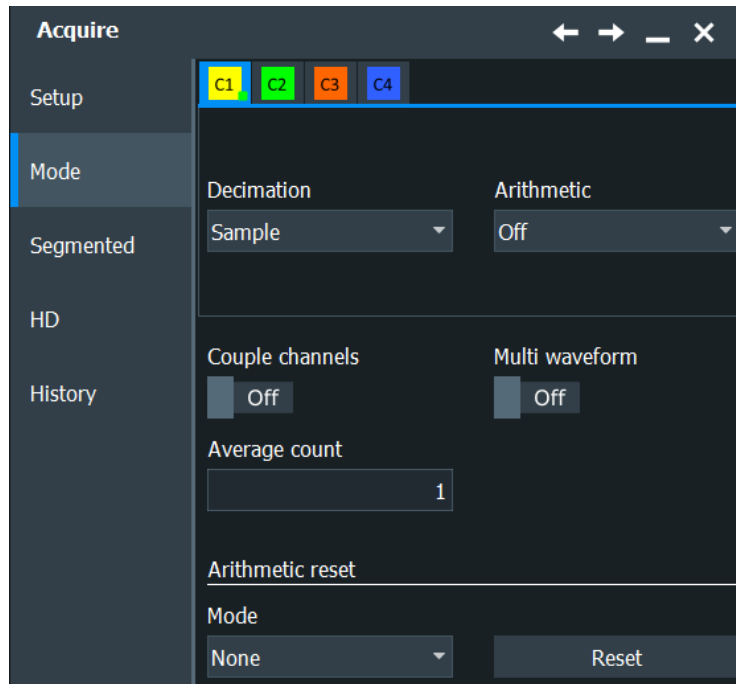 Acquire
Setup
Mode
Segmented
HD
History
C1 C2 C3 C4
Decimation Arithmetic
Sample Off
Couple channels Multi waveform
Off Off
Average count
1
Arithmetic reset
Mode
None Reset